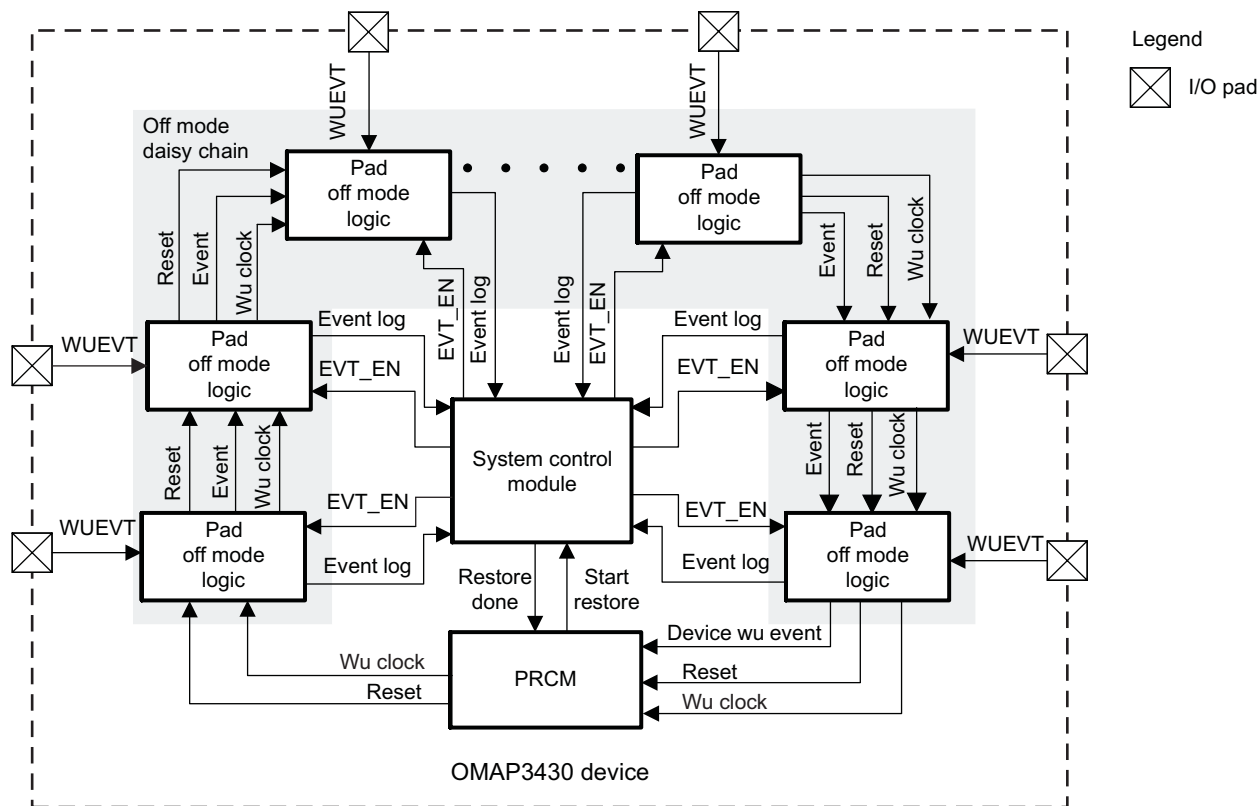 Legend
I/O pad
WUEVT
WUEVT
Off mode
daisy chain
Pad
off mode
logic
Pad
off mode
logic
Reset
Event
Wu clock
EVT_EN
Event log
Event log
EVT_EN
Event
Reset
Wu clock
WUEVT
Pad
off mode
logic
Event log
EVT_EN
Event log
EVT_EN
Pad
off mode
logic
WUEVT
Reset
Event
Wu clock
System control
module
Event
Reset
Wu clock
WUEVT
Pad
off mode
logic
EVT_EN
Event log
EVT_EN
Event log
Pad
off mode
logic
WUEVT
Restore
done
Start
restore
Wu clock
Reset
PRCM
Device wu event
Reset
Wu clock
OMAP3430 device